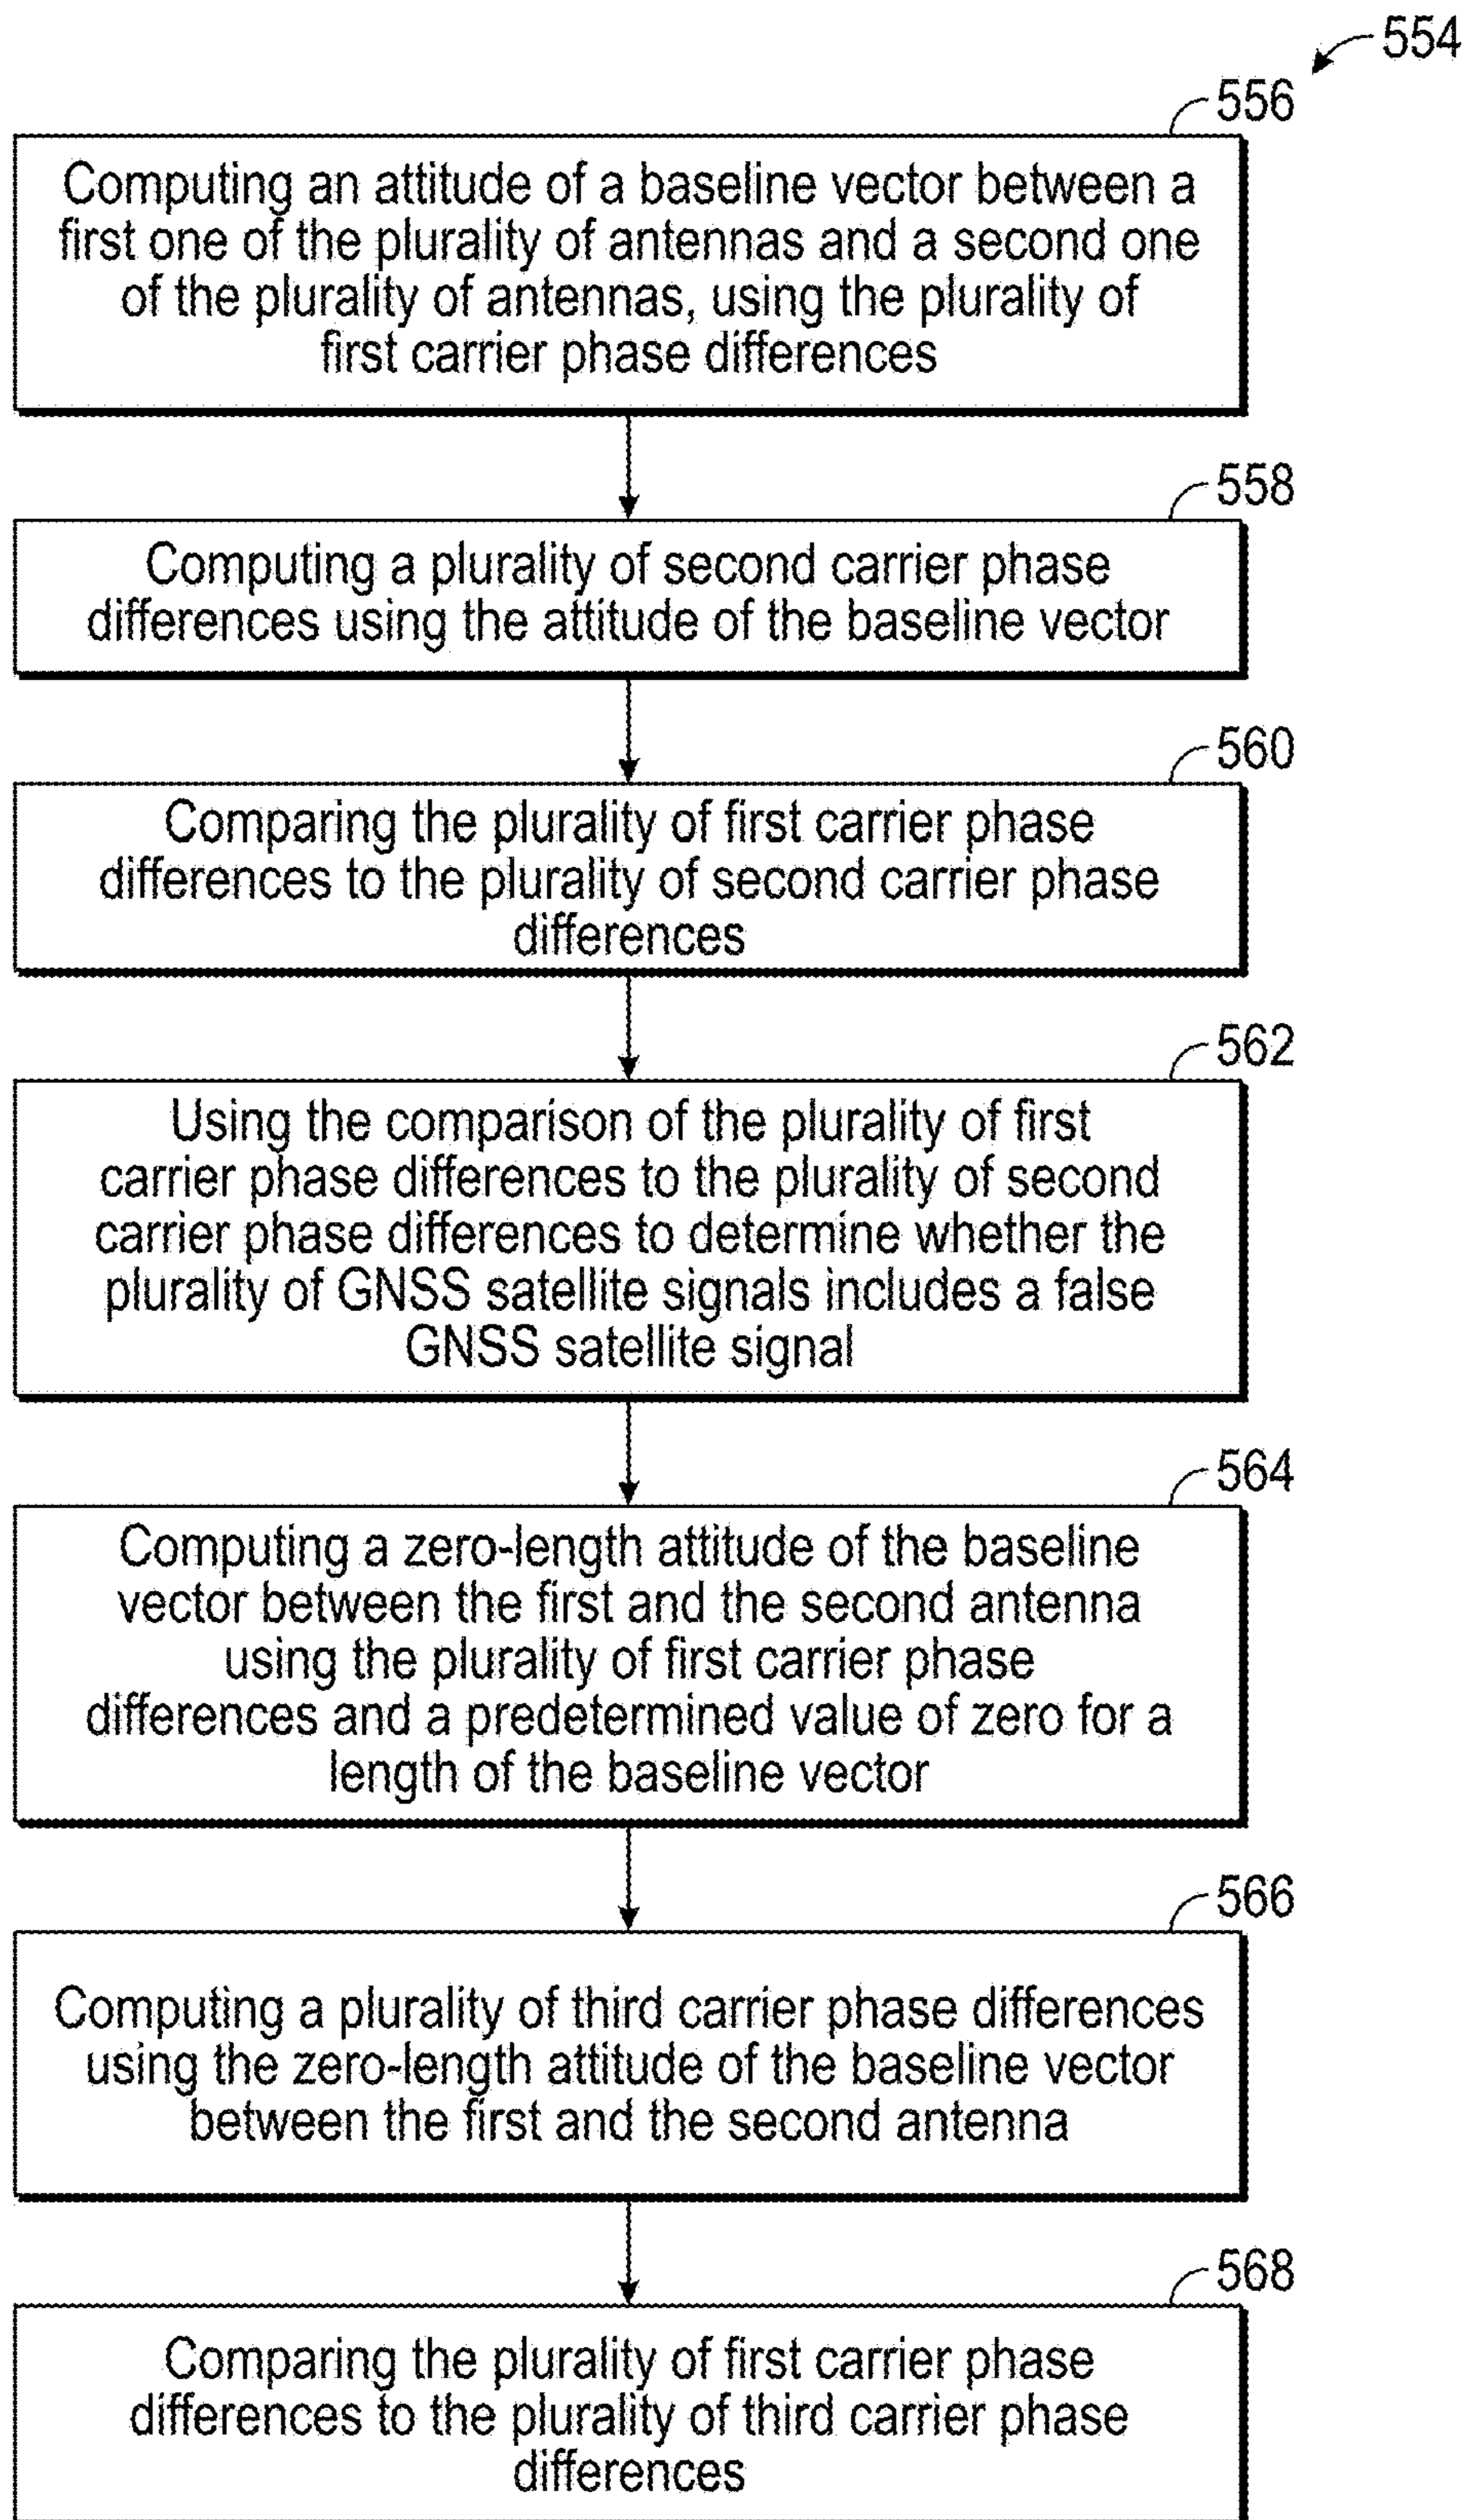 554
556
Computing an attitude of a baseline vector between a
first one of the plurality of antennas and a second one
of the plurality of antennas, using the plurality of
first carrier phase differences
558
Computing a plurality of second carrier phase
differences using the attitude of the baseline vector
560
Comparing the plurality of first carrier phase
differences to the plurality of second carrier phase
differences
562
Using the comparison of the plurality of first
carrier phase differences to the plurality of second
carrier phase differences to determine whether the
plurality of GNSS satellite signals includes a false
GNSS satellite signal
564
Computing a zero-length attitude of the baseline
vector between the first and the second antenna
using the plurality of first carrier phase
differences and a predetermined value of zero for a
length of the baseline vector
566
Computing a plurality of third carrier phase differences
using the zero-length attitude of the baseline vector
between the first and the second antenna
568
Comparing the plurality of first carrier phase
differences to the plurality of third carrier phase
differences